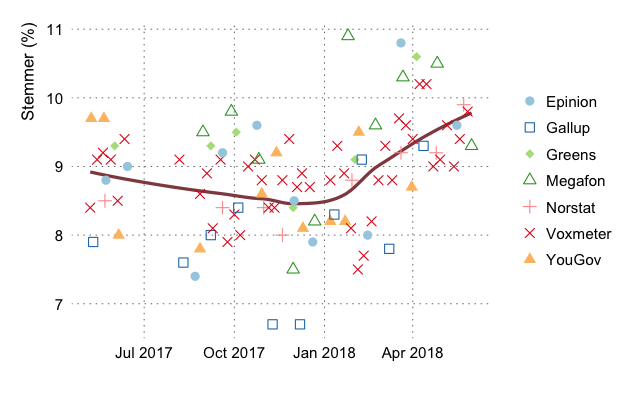 Stemmer (%)
11
10
9
8
7
Jul 2017
Oct 2017
Jan 2018
Apr 2018
Epinion
Gallup
Greens
Megafon
Norstat
Voxmeter
YouGov